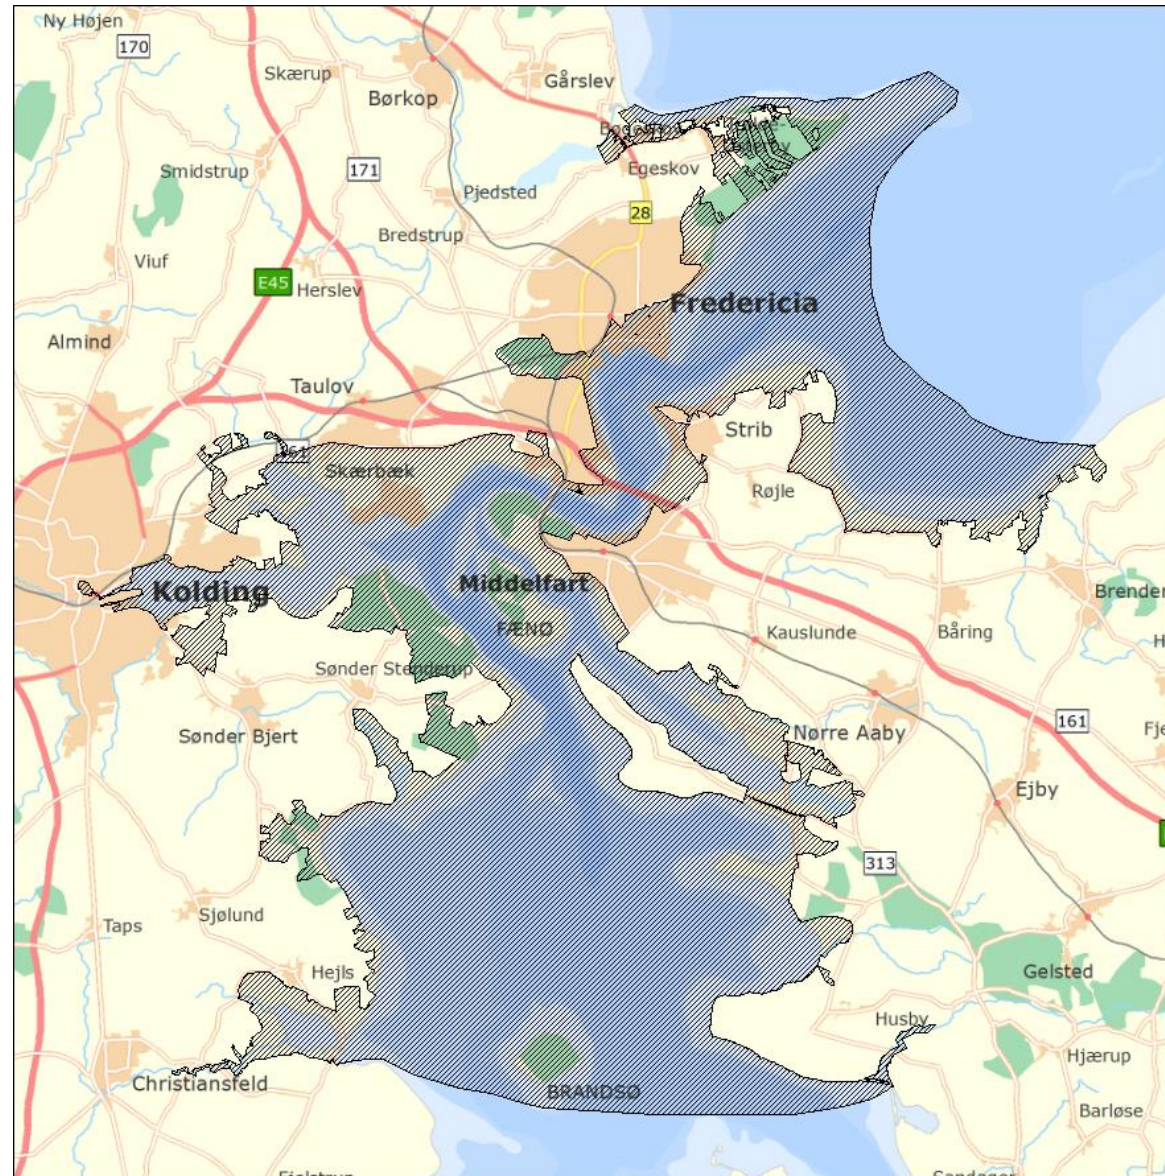 Ny Højen
170
Skærup
Gårslev
Børkop
Egeskov
Smidstrup
171
Pjedsted
28
Bredstrup
Viuf
E45
Herslev
Fredericia
Almind
Taulov
Strib
161
Skærbæk
Røjle
Kolding
Middelfart
Brender
FÆNØ
Kauslunde
Båring
H
Sønder Stenderup
161
Fje
Sønder Bjert
Nørre Aaby
Ejby
313
Sjølund
Taps
Hejls
Gelsted
Husby
Hjærup
Christiansfeld
BRANDSØ
Barløse